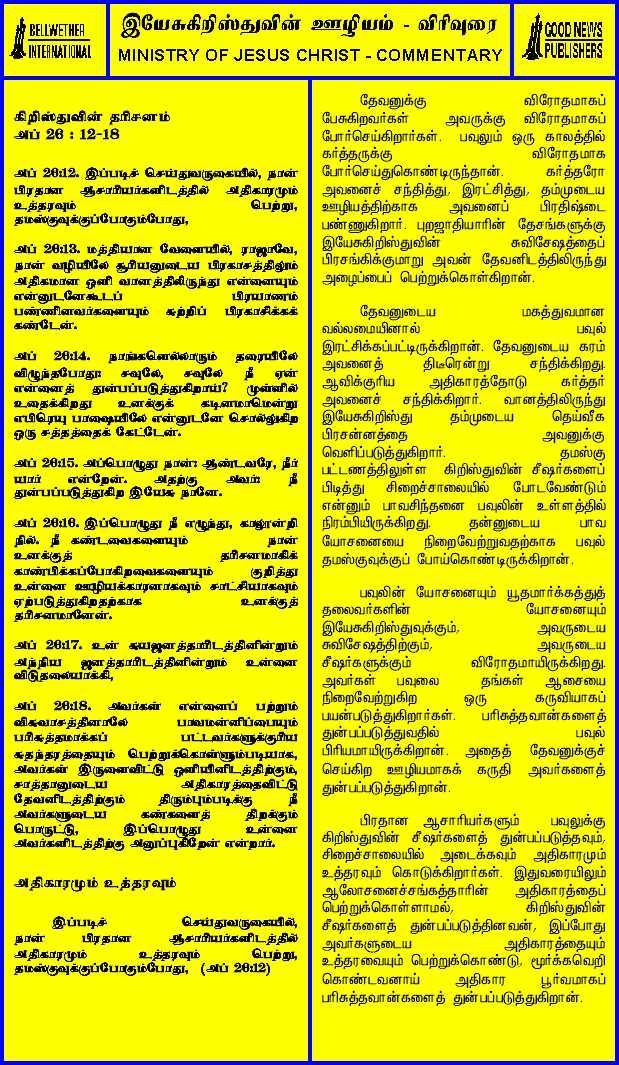 BELLWETHER
INTERNATIONAL
இயேசுகிறிஸ்துவின் ஊழியம் - விரிவுரை
MINISTRY OF JESUS CHRIST - COMMENTARY
GOOD NEWS
PUBLISHERS
கிறிஸ்துவின் தரிசனம்
அப் 26 : 12-18
அப் 26:12. இப்படிச் செய்துவருகையில், நான்
பிரதான ஆசாரியர்களிடத்தில் அதிகாரமும்
உத்தரவும் பெற்று,
தமஸ்குவுக்குப்போகும்போது,
அப் 26:13. மத்தியான வேளையில், ராஜாவே,
நான் வழியிலே சூரியனுடைய பிரகாசத்திலும்
அதிகமான ஒளி வானத்திலிருந்து என்னையும்
என்னுடனேகூடப் பிரயாணம்
பண்ணினவர்களையும் சுற்றிப் பிரகாசிக்கக்
கண்டேன்.
அப் 26:14. நாங்களெல்லாரும் தரையிலே
விழுந்தபோது: சவுலே, சவுலே நீ ஏன்
என்னைத் துன்பப்படுத்துகிறாய்? முள்ளில்
உதைக்கிறது உனக்குக் கடினமாமென்று
எபிரெயு பாஷையிலே என்னுடனே சொல்லுகிற
ஒரு சத்தத்தைக் கேட்டேன்.
அப் 26:15. அப்பொழுது நான்: ஆண்டவரே, நீர்
யார் என்றேன். அதற்கு அவர்: நீ
துன்பப்படுத்துகிற இயேசு நானே.
அப் 26:16. இப்பொழுது நீ எழுந்து, காலூன்றி
நில். நீ கண்டவைகளையும் நான்
உனக்குத் தரிசனமாகிக்
காண்பிக்கப்போகிறவைகளையும் குறித்து
உன்னை ஊழியக்காரனாகவும் சாட்சியாகவும்
ஏற்படுத்துகிறதற்காக உனக்குத்
தரிசனமானேன்.
அப் 26:17. உன் சுயஜனத்தாரிடத்தினின்றும்
அந்நிய ஜனத்தாரிடத்தினின்றும் உன்னை
விடுதலையாக்கி,
அப் 26:18. அவர்கள் என்னைப் பற்றும்
விசுவாசத்தினாலே பாவமன்னிப்பையும்
பரிசுத்தமாக்கப் பட்டவர்களுக்குரிய
சுதந்தரத்தையும் பெற்றுக்கொள்ளும்படியாக,
அவர்கள் இருளைவிட்டு ஒளியினிடத்திற்கும்,
சாத்தானுடைய அதிகாரத்தைவிட்டு
தேவனிடத்திற்கும் திரும்பும்படிக்கு நீ
அவர்களுடைய கண்களைத் திறக்கும்
பொருட்டு, இப்பொழுது உன்னை
அவர்களிடத்திற்கு அனுப்புகிறேன் என்றார்.
அதிகாரமும் உத்தரவும்
இப்படிச் செய்துவருகையில்,
நான் பிரதான ஆசாரியர்களிடத்தில்
அதிகாரமும் உத்தரவும் பெற்று,
தமஸ்குவுக்குப்போகும்போது, (அப் 26:12)
தேவனுக்கு விரோதமாகப்
பேசுகிறவர்கள் அவருக்கு விரோதமாகப்
போர்செய்கிறார்கள். பவுலும் ஒரு காலத்தில்
கர்த்தருக்கு விரோதமாக
போர்செய்துகொண்டிருந்தான். கர்த்தரோ
அவனைச் சந்தித்து, இரட்சித்து, தம்முடைய
ஊழியத்திற்காக அவனைப் பிரதிஷ்டை
பண்ணுகிறார். புறஜாதியாரின் தேசங்களுக்கு
இயேசுகிறிஸ்துவின் சுவிசேஷத்தைப்
பிரசங்கிக்குமாறு அவன் தேவனிடத்திலிருந்து
அழைப்பைப் பெற்றுக்கொள்கிறான்.
தேவனுடைய மகத்துவமான
வல்லமையினால் பவுல்
இரட்சிக்கப்பட்டிருக்கிறான். தேவனுடைய கரம்
அவனைத் திடீரென்று சந்திக்கிறது.
ஆவிக்குரிய அதிகாரத்தோடு கர்த்தர்
அவனைச் சந்திக்கிறார். வானத்திலிருந்து
இயேசுகிறிஸ்து தம்முடைய தெய்வீக
பிரசன்னத்தை அவனுக்கு
வெளிப்படுத்துகிறார். தமஸ்கு
பட்டணத்திலுள்ள கிறிஸ்துவின் சீஷர்களைப்
பிடித்து சிறைச்சாலையில் போடவேண்டும்
என்னும் பாவசிந்தனை பவுலின் உள்ளத்தில்
நிரம்பியிருக்கிறது. தன்னுடைய பாவ
யோசனையை நிறைவேற்றுவதற்காக பவுல்
தமஸ்குவுக்குப் போய்கொண்டிருக்கிறான்.
பவுலின் யோசனையும் யூதமார்க்கத்துத்
தலைவர்களின் யோசனையும்
இயேசுகிறிஸ்துவுக்கும், அவருடைய
சுவிசேஷத்திற்கும், அவருடைய
சீஷர்களுக்கும் விரோதமாயிருக்கிறது.
அவர்கள் பவுலை தங்கள் ஆசையை
நிறைவேற்றுகிற ஒரு கருவியாகப்
பயன்படுத்துகிறார்கள். பரிசுத்தவான்களைத்
துன்பப்படுத்துவதில் பவுல்
பிரியமாயிருக்கிறான். அதைத் தேவனுக்குச்
செய்கிற ஊழியமாகக் கருதி அவர்களைத்
துன்பப்படுத்துகிறான்.
பிரதான ஆசாரியர்களும் பவுலுக்கு
கிறிஸ்துவின் சீஷர்களைத் துன்பப்படுத்தவும்,
சிறைச்சாலையில் அடைக்கவும் அதிகாரமும்
உத்தரவும் கொடுக்கிறார்கள். இதுவரையிலும்
ஆலோசனைச்சங்கத்தாரின் அதிகாரத்தைப்
பெற்றுக்கொள்ளாமல், கிறிஸ்துவின்
சீஷர்களைத் துன்பப்படுத்தினவன், இப்போது
அவர்களுடைய அதிகாரத்தையும்
உத்தரவையும் பெற்றுக்கொண்டு, மூர்க்கவெறி
கொண்டவனாய் அதிகார பூர்வமாகப்
பரிசுத்தவான்களைத் துன்பப்படுத்துகிறான்.